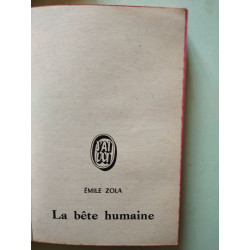 J'AI
LU
ÉMILE ZOLA
La bête humaine